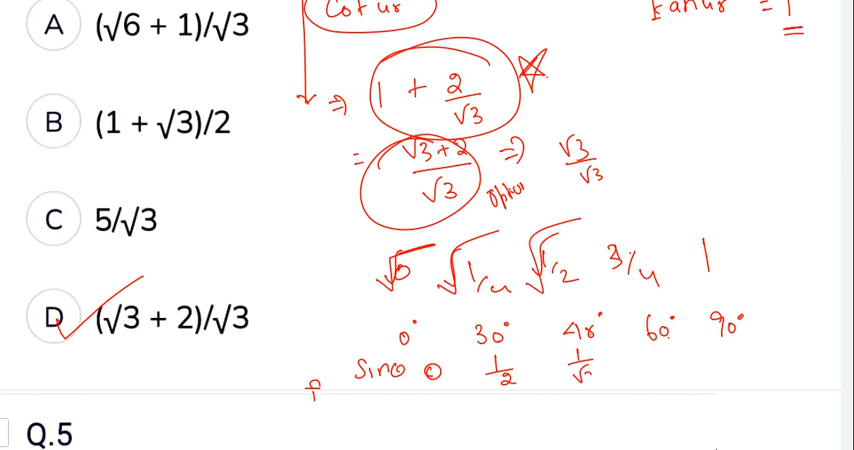 Cot 45
tan45 = 1
A (√6 + 1)/√3
⇒ 1 + 2/√3
B (1 + √3)/2
= √3+2/√3 ⇒ √3/√3
option
C 5/√3
√0 √1/4 √1/2 3/4 1
D (√3 + 2)/√3
0° 30° 45° 60° 90°
Sinθ 0 1/2 1/√2
Q.5